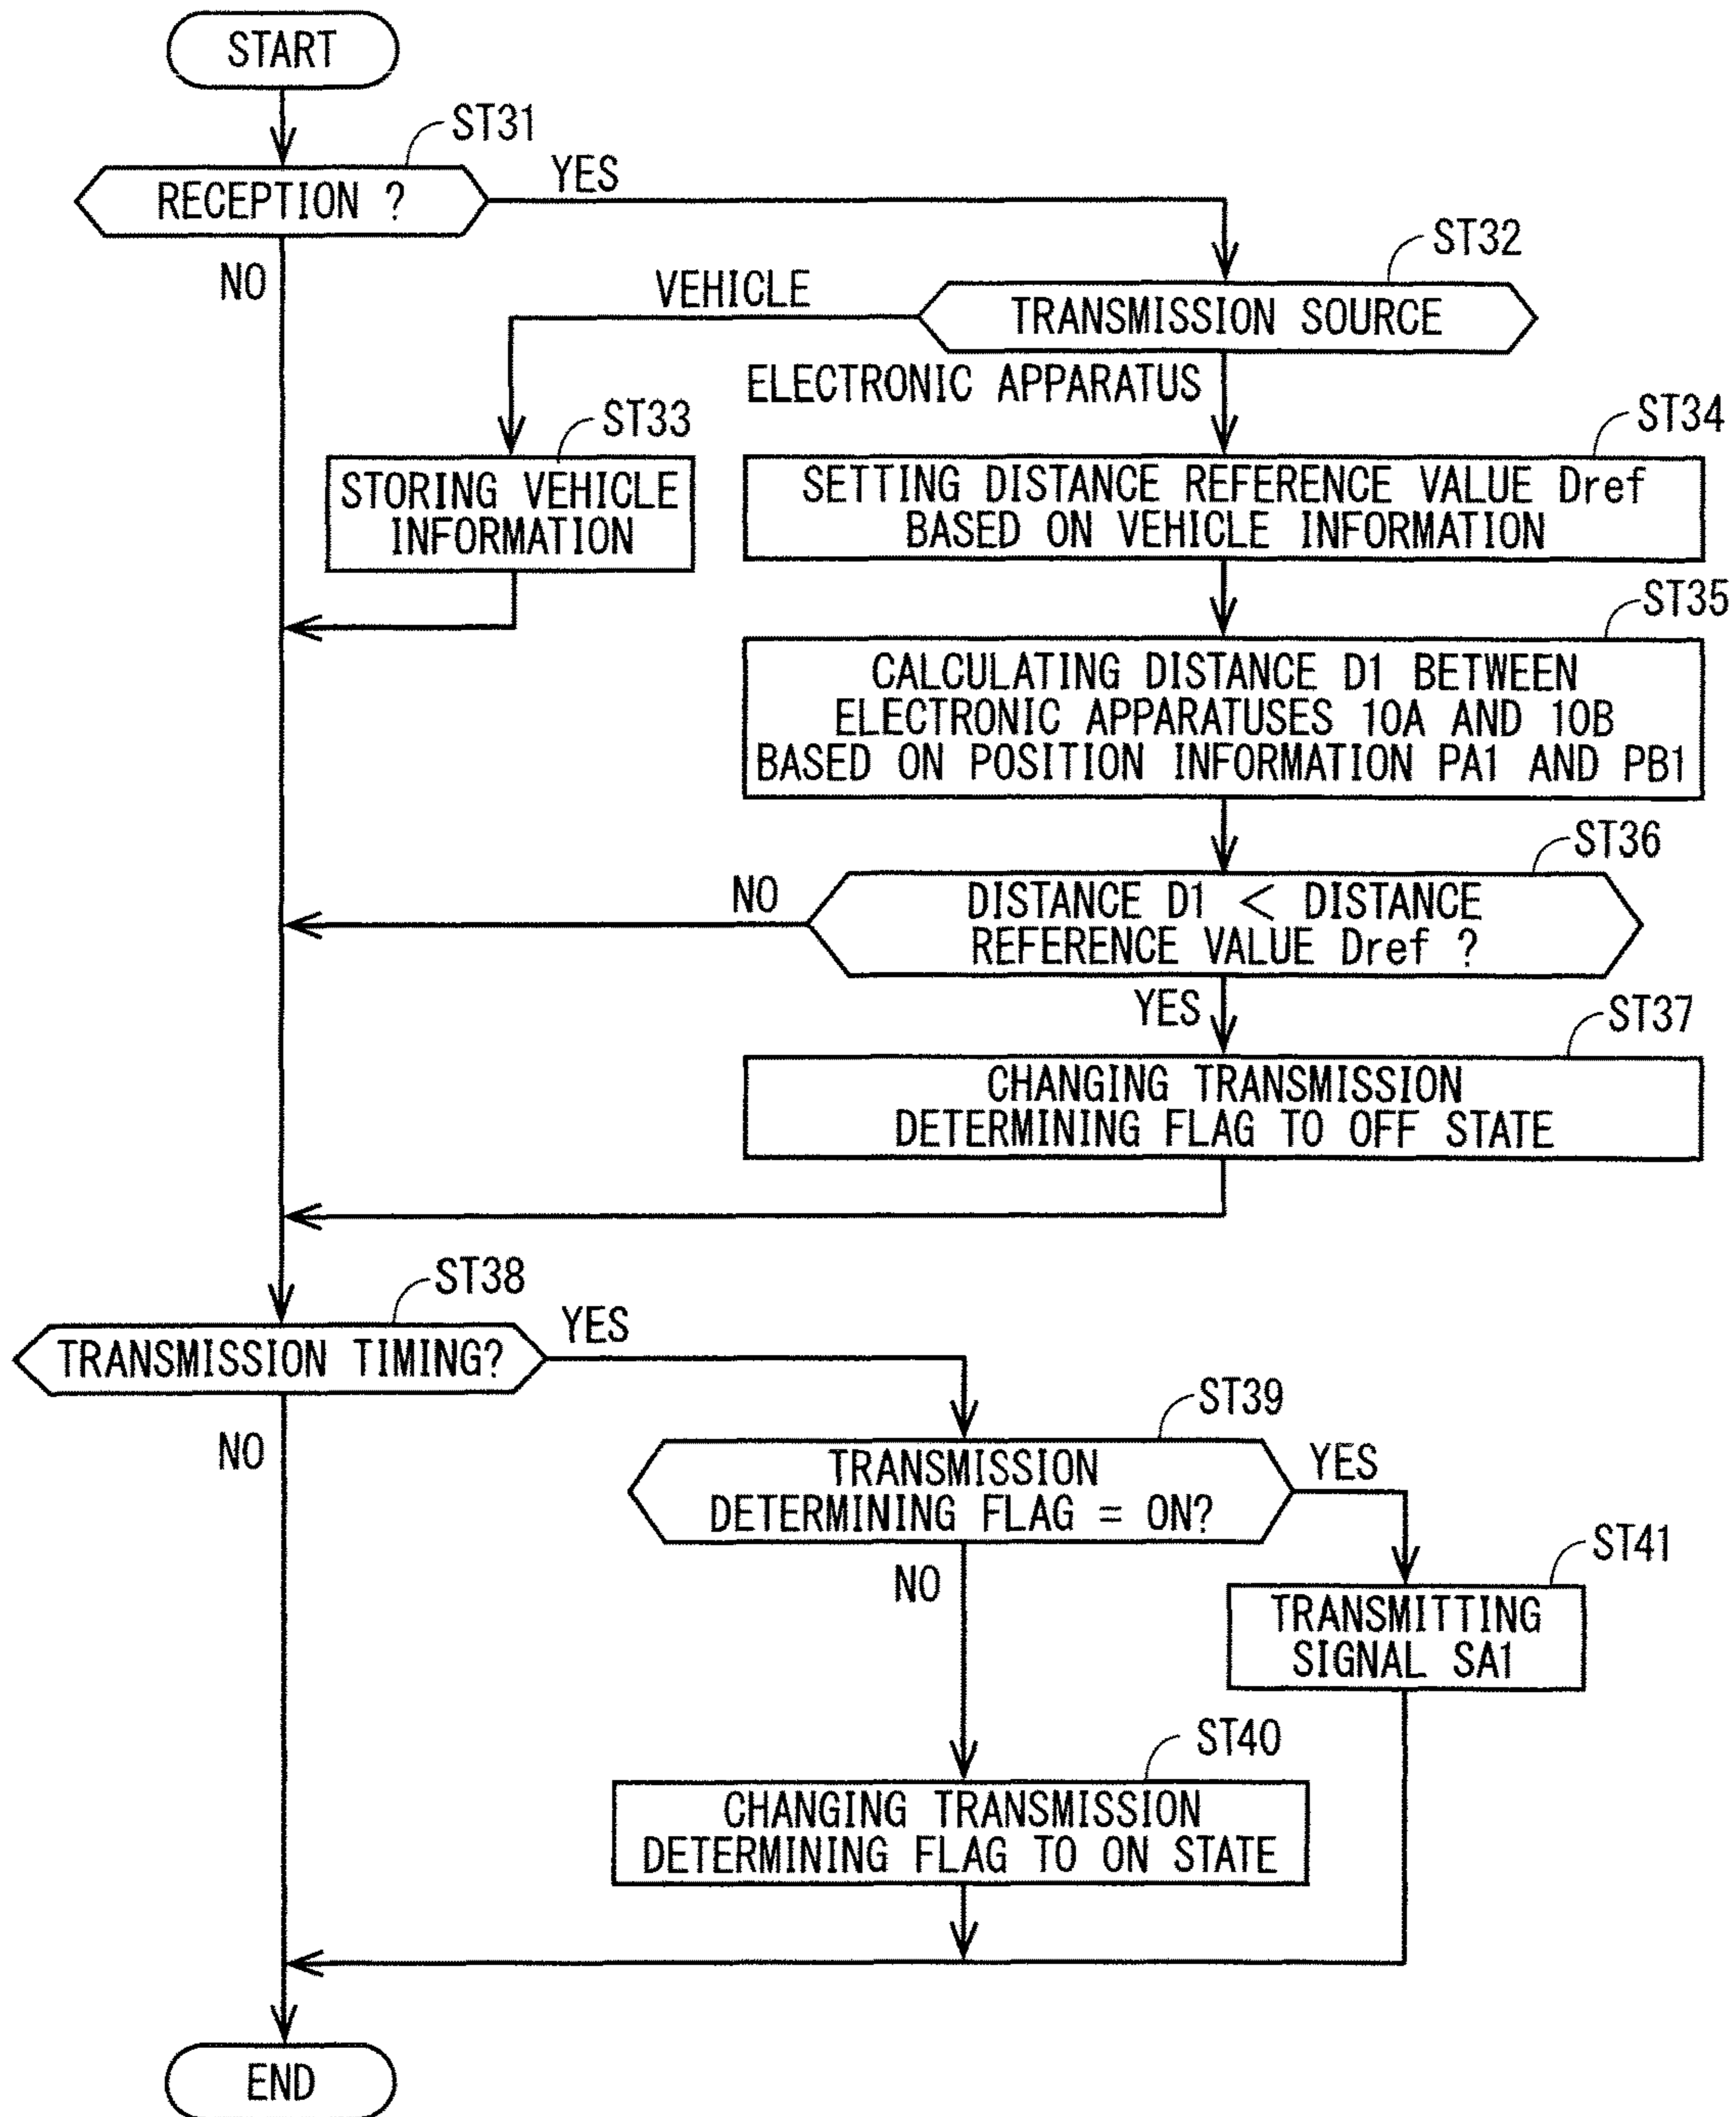 START
ST31
RECEPTION ?
YES
NO
ST32
VEHICLE
TRANSMISSION SOURCE
ELECTRONIC APPARATUS
ST33
ST34
STORING VEHICLE
INFORMATION
SETTING DISTANCE REFERENCE VALUE Dref
BASED ON VEHICLE INFORMATION
ST35
CALCULATING DISTANCE D1 BETWEEN
ELECTRONIC APPARATUSES 10A AND 10B
BASED ON POSITION INFORMATION PA1 AND PB1
ST36
NO
DISTANCE D1 < DISTANCE
REFERENCE VALUE Dref ?
YES
ST37
CHANGING TRANSMISSION
DETERMINING FLAG TO OFF STATE
ST38
TRANSMISSION TIMING?
YES
NO
ST39
TRANSMISSION
DETERMINING FLAG = ON?
YES
NO
ST41
TRANSMITTING
SIGNAL SA1
ST40
CHANGING TRANSMISSION
DETERMINING FLAG TO ON STATE
END